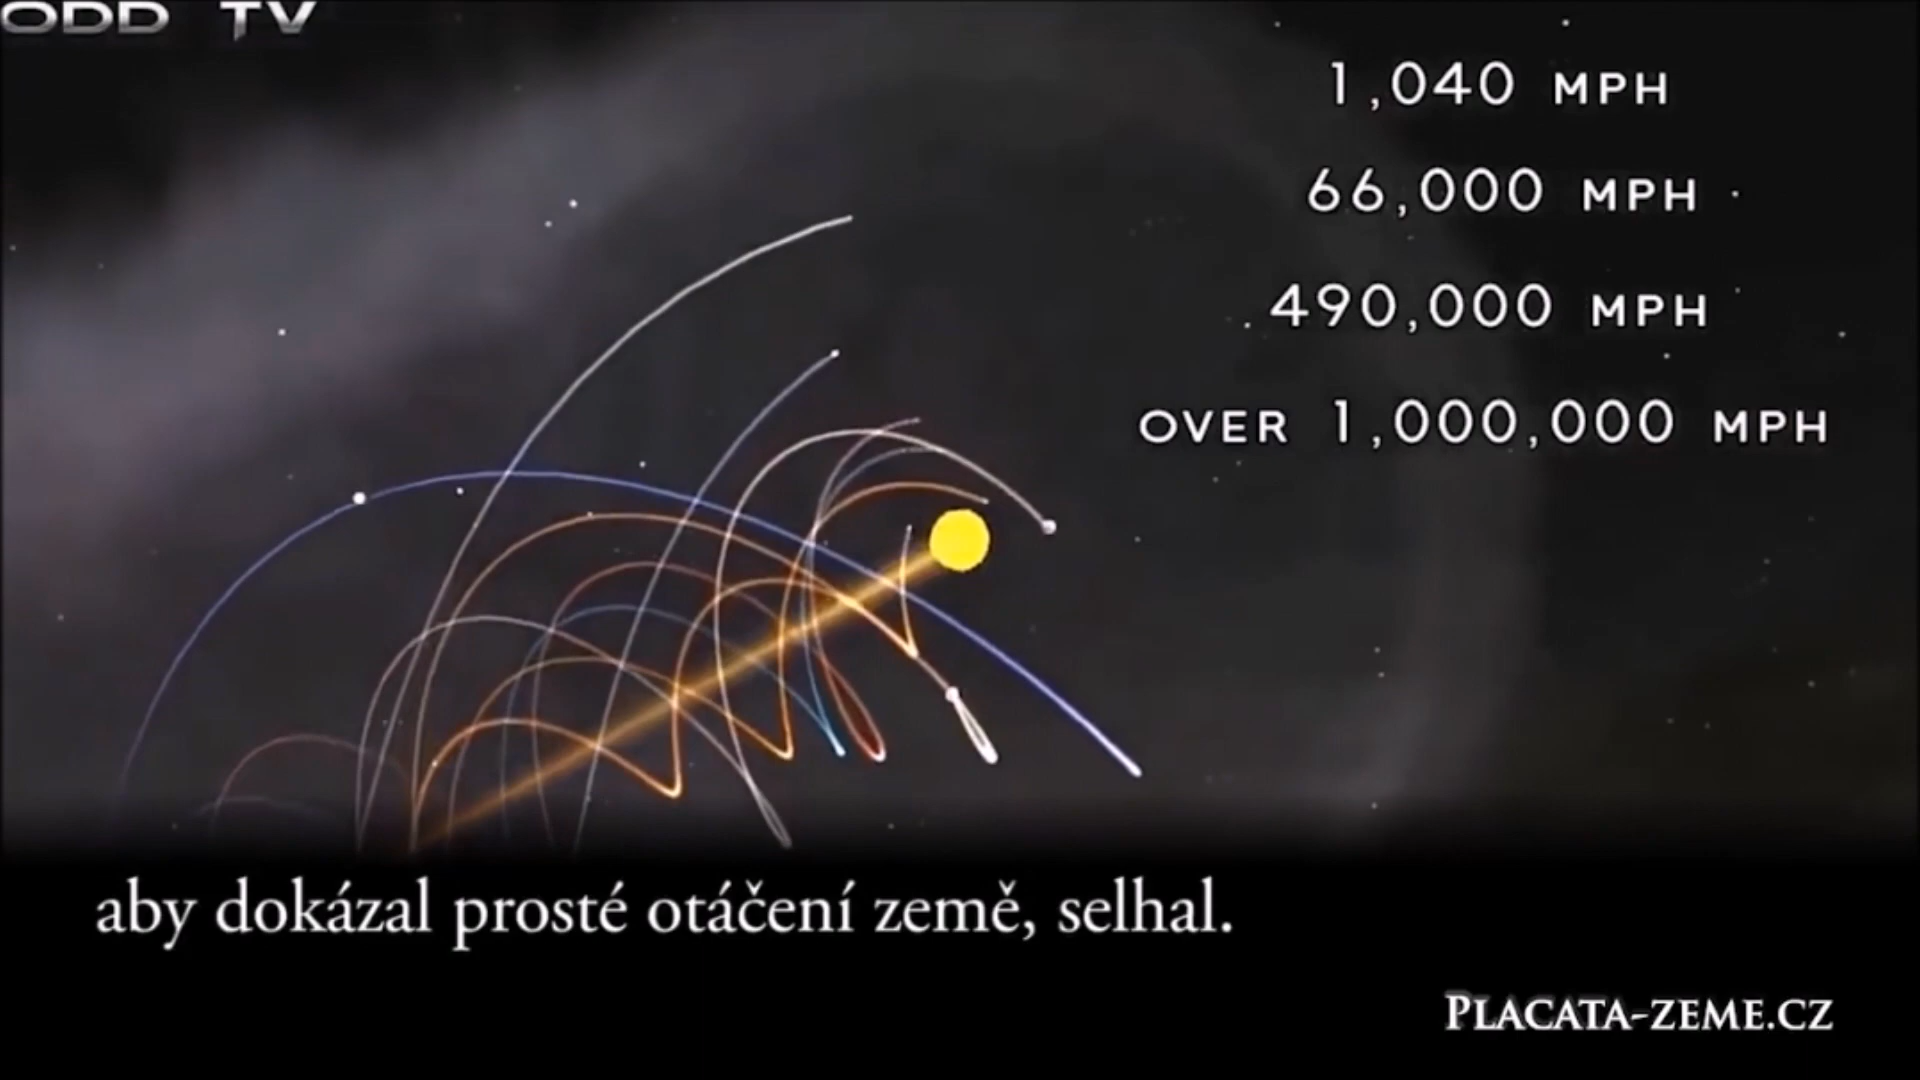 ODD TV
1,040 MPH
66,000 MPH
490,000 MPH
OVER 1,000,000 MPH
aby dokázal prosté otáčení země, selhal.
PLACATA-ZEME.CZ